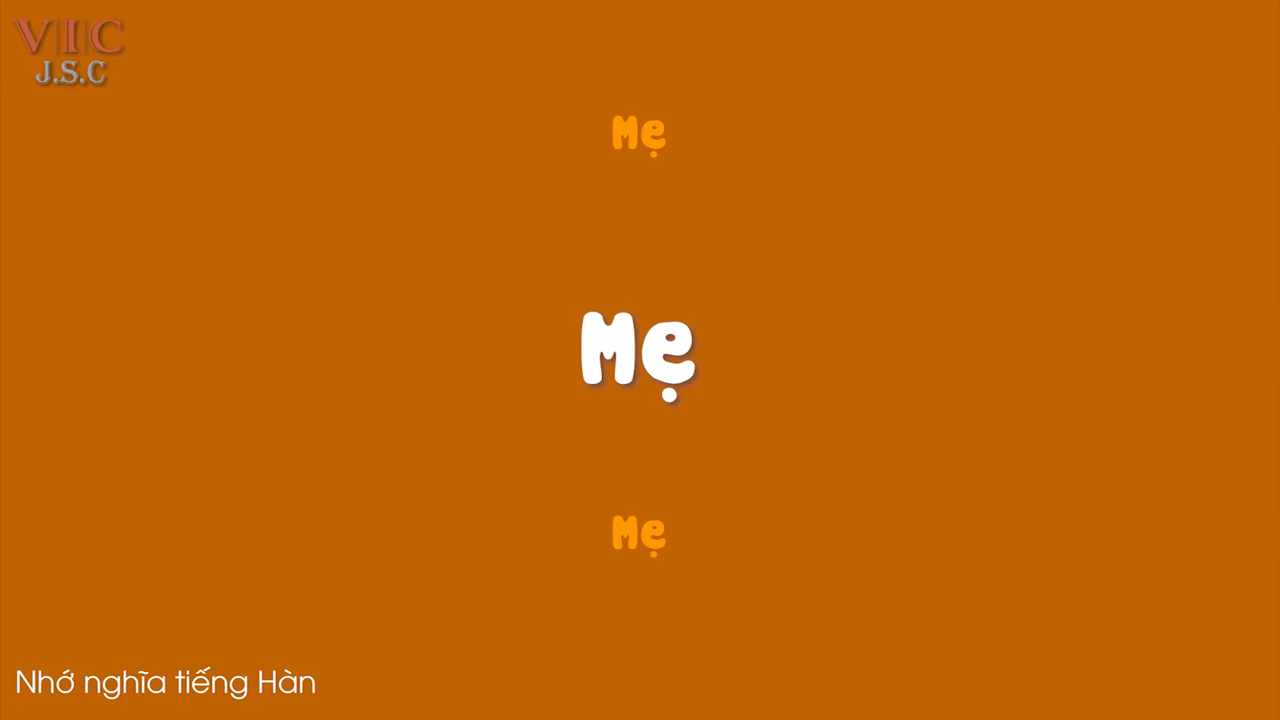 VIC
J.S.C
Mẹ
Mẹ
Mẹ
Nhớ nghĩa tiếng Hàn